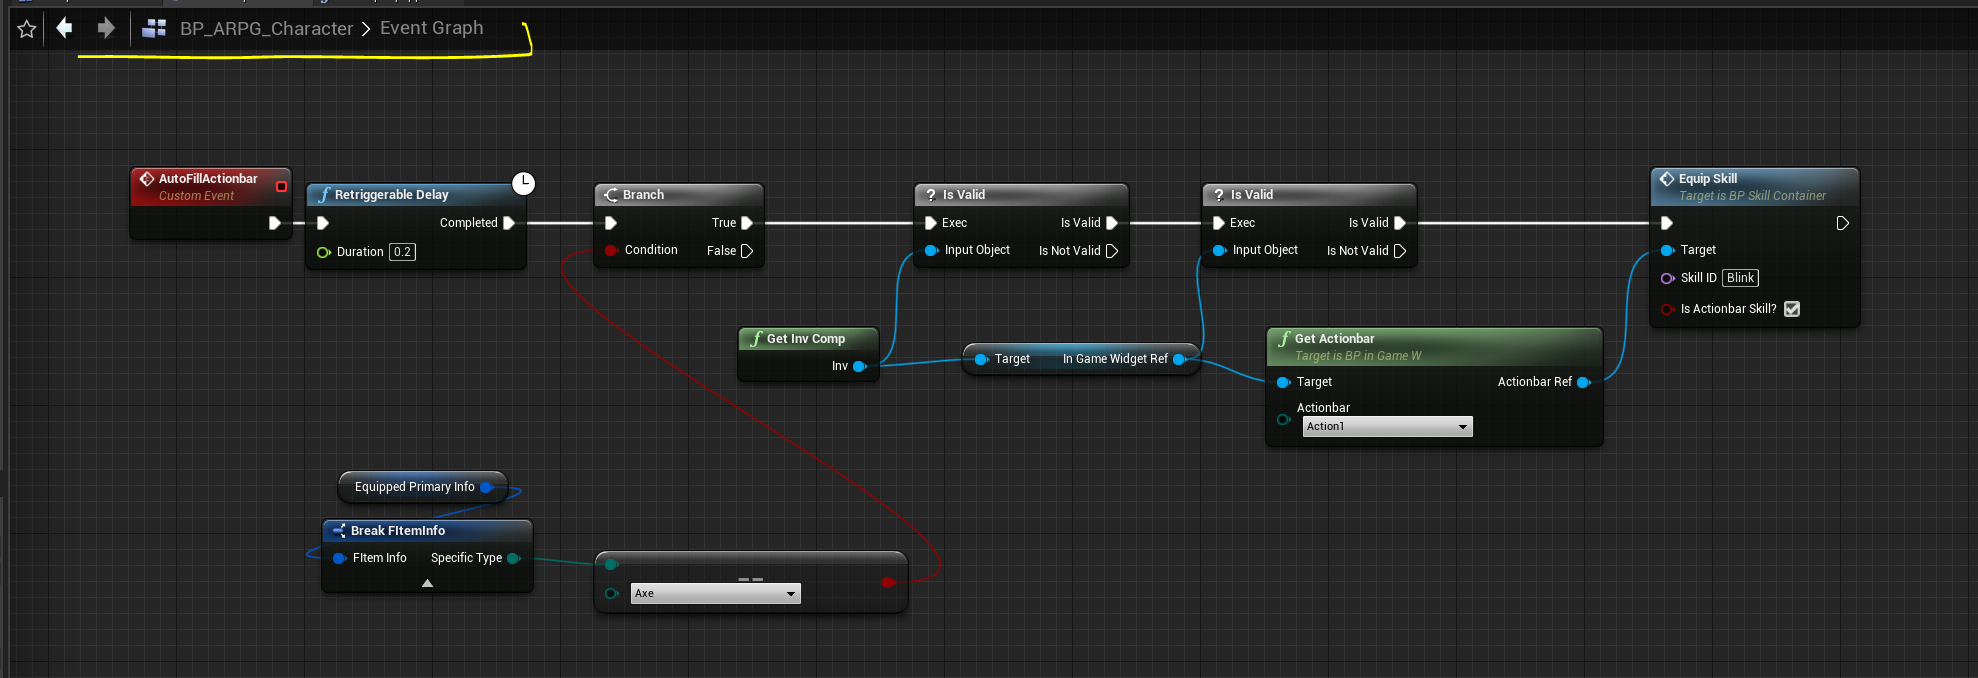 BP_ARPG_Character > Event Graph
AutoFillActionbar
Custom Event
Retriggerable Delay
Completed
Duration 0.2
Branch
True
Condition
False
? Is Valid
Exec
Is Valid
Input Object
Is Not Valid
? Is Valid
Exec
Is Valid
Input Object
Is Not Valid
Equip Skill
Target is BP Skill Container
Target
Skill ID Blink
Is Actionbar Skill?
f Get Inv Comp
Inv
Target
In Game Widget Ref
f Get Actionbar
Target is BP in Game W
Target
Actionbar Ref
Actionbar
Action1
Equipped Primary Info
Break FItemInfo
FItem Info
Specific Type
==
Axe